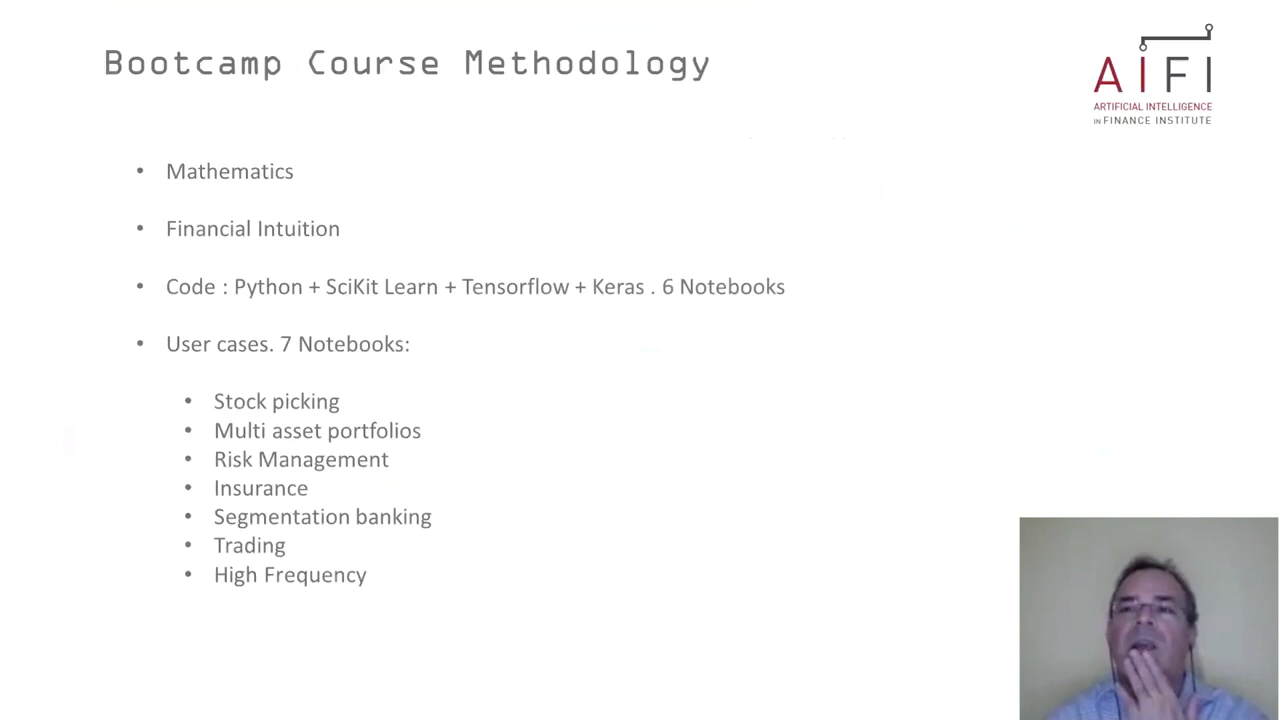 Bootcamp Course Methodology
AIFI
ARTIFICIAL INTELLIGENCE
IN FINANCE INSTITUTE
• Mathematics
• Financial Intuition
• Code : Python + SciKit Learn + Tensorflow + Keras . 6 Notebooks
• User cases. 7 Notebooks:
• Stock picking
• Multi asset portfolios
• Risk Management
• Insurance
• Segmentation banking
• Trading
• High Frequency